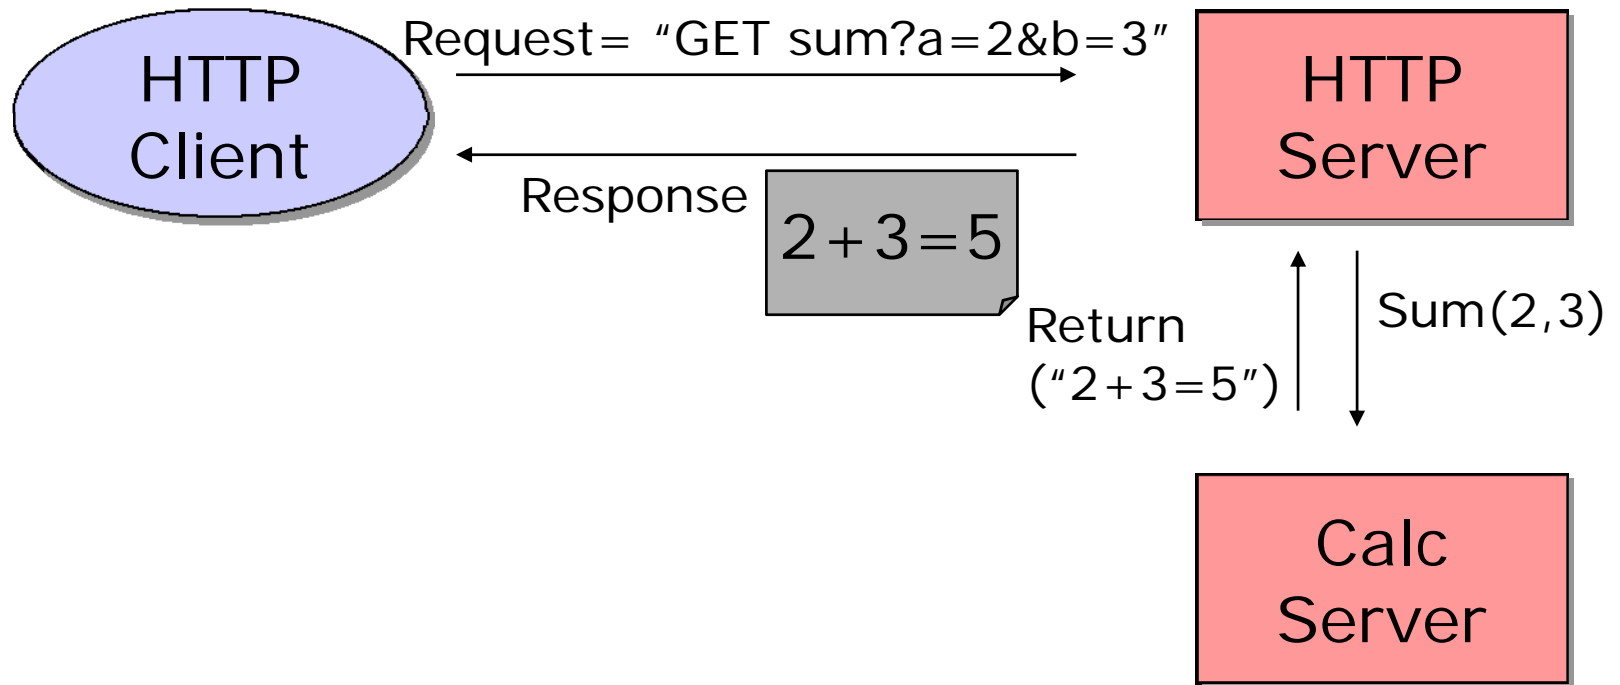 HTTP
Client
Request= “GET sum?a=2&b=3”
HTTP
Server
Response
2+3=5
Return
(“2+3=5”)
Sum(2,3)
Calc
Server